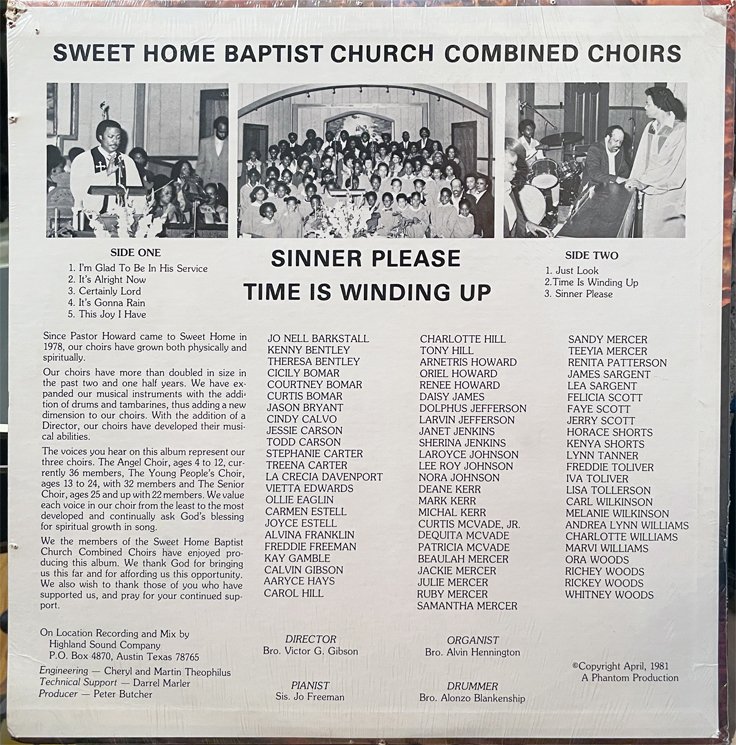 SWEET HOME BAPTIST CHURCH COMBINED CHOIRS
SIDE ONE
1. I'm Glad To Be In His Service
2. It's Alright Now
3. Certainly Lord
4. It's Gonna Rain
5. This Joy I Have
SINNER PLEASE
TIME IS WINDING UP
SIDE TWO
1. Just Look
2.Time Is Winding Up
3. Sinner Please
Since Pastor Howard came to Sweet Home in
1978, our choirs have grown both physically and
spiritually.
Our choirs have more than doubled in size in
the past two and one half years. We have ex-
panded our musical instruments with the addi-
tion of drums and tambarines, thus adding a new
dimension to our choirs. With the addition of a
Director, our choirs have developed their musi-
cal abilities.
The voices you hear on this album represent our
three choirs. The Angel Choir, ages 4 to 12, cur-
rently 36 members, The Young People's Choir,
ages 13 to 24, with 32 members and The Senior
Choir, ages 25 and up with 22 members. We value
each voice in our choir from the least to the most
developed and continually ask God's blessing
for spiritual growth in song.
We the members of the Sweet Home Baptist
Church Combined Choirs have enjoyed pro-
ducing this album. We thank God for bringing
us this far and for affording us this opportunity.
We also wish to thank those of you who have
supported us, and pray for your continued sup-
port.
JO NELL BARKSTALL
KENNY BENTLEY
THERESA BENTLEY
CICILY BOMAR
COURTNEY BOMAR
CURTIS BOMAR
JASON BRYANT
CINDY CALVO
JESSIE CARSON
TODD CARSON
STEPHANIE CARTER
TREENA CARTER
LA CRECIA DAVENPORT
VIETTA EDWARDS
OLLIE EAGLIN
CARMEN ESTELL
JOYCE ESTELL
ALVINA FRANKLIN
FREDDIE FREEMAN
KAY GAMBLE
CALVIN GIBSON
AARYCE HAYS
CAROL HILL
CHARLOTTE HILL
TONY HILL
ARNETRIS HOWARD
ORIEL HOWARD
RENEE HOWARD
DAISY JAMES
DOLPHUS JEFFERSON
LARVIN JEFFERSON
JANET JENKINS
SHERINA JENKINS
LAROYCE JOHNSON
LEE ROY JOHNSON
NORA JOHNSON
DEANE KERR
MARK KERR
MICHAL KERR
CURTIS MCVADE, JR.
DEQUITA MCVADE
PATRICIA MCVADE
BEAULAH MERCER
JACKIE MERCER
JULIE MERCER
RUBY MERCER
SAMANTHA MERCER
SANDY MERCER
TEEYIA MERCER
RENITA PATTERSON
JAMES SARGENT
LEA SARGENT
FELICIA SCOTT
FAYE SCOTT
JERRY SCOTT
HORACE SHORTS
KENYA SHORTS
LYNN TANNER
FREDDIE TOLIVER
IVA TOLIVER
LISA TOLLERSON
CARL WILKINSON
MELANIE WILKINSON
ANDREA LYNN WILLIAMS
CHARLOTTE WILLIAMS
MARVI WILLIAMS
ORA WOODS
RICHEY WOODS
RICKEY WOODS
WHITNEY WOODS
On Location Recording and Mix by
Highland Sound Company
P.O. Box 4870, Austin Texas 78765
Engineering — Cheryl and Martin Theophilus
Technical Support — Darrel Marler
Producer — Peter Butcher
DIRECTOR
Bro. Victor G. Gibson
PIANIST
Sis. Jo Freeman
ORGANIST
Bro. Alvin Hennington
DRUMMER
Bro. Alonzo Blankenship
©Copyright April, 1981
A Phantom Production